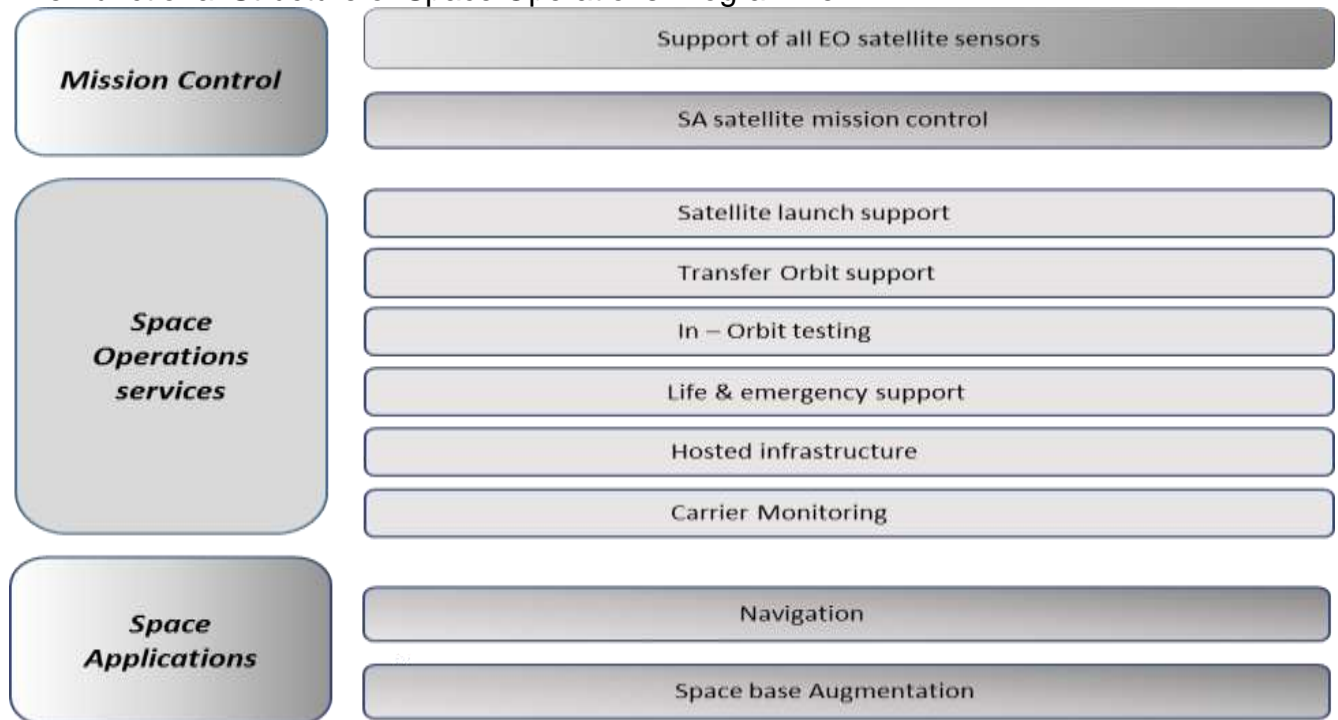 Mission Control
Support of all EO satellite sensors
SA satellite mission control
Space
Operations
services
Satellite launch support
Transfer Orbit support
In – Orbit testing
Life & emergency support
Hosted infrastructure
Carrier Monitoring
Space
Applications
Navigation
Space base Augmentation